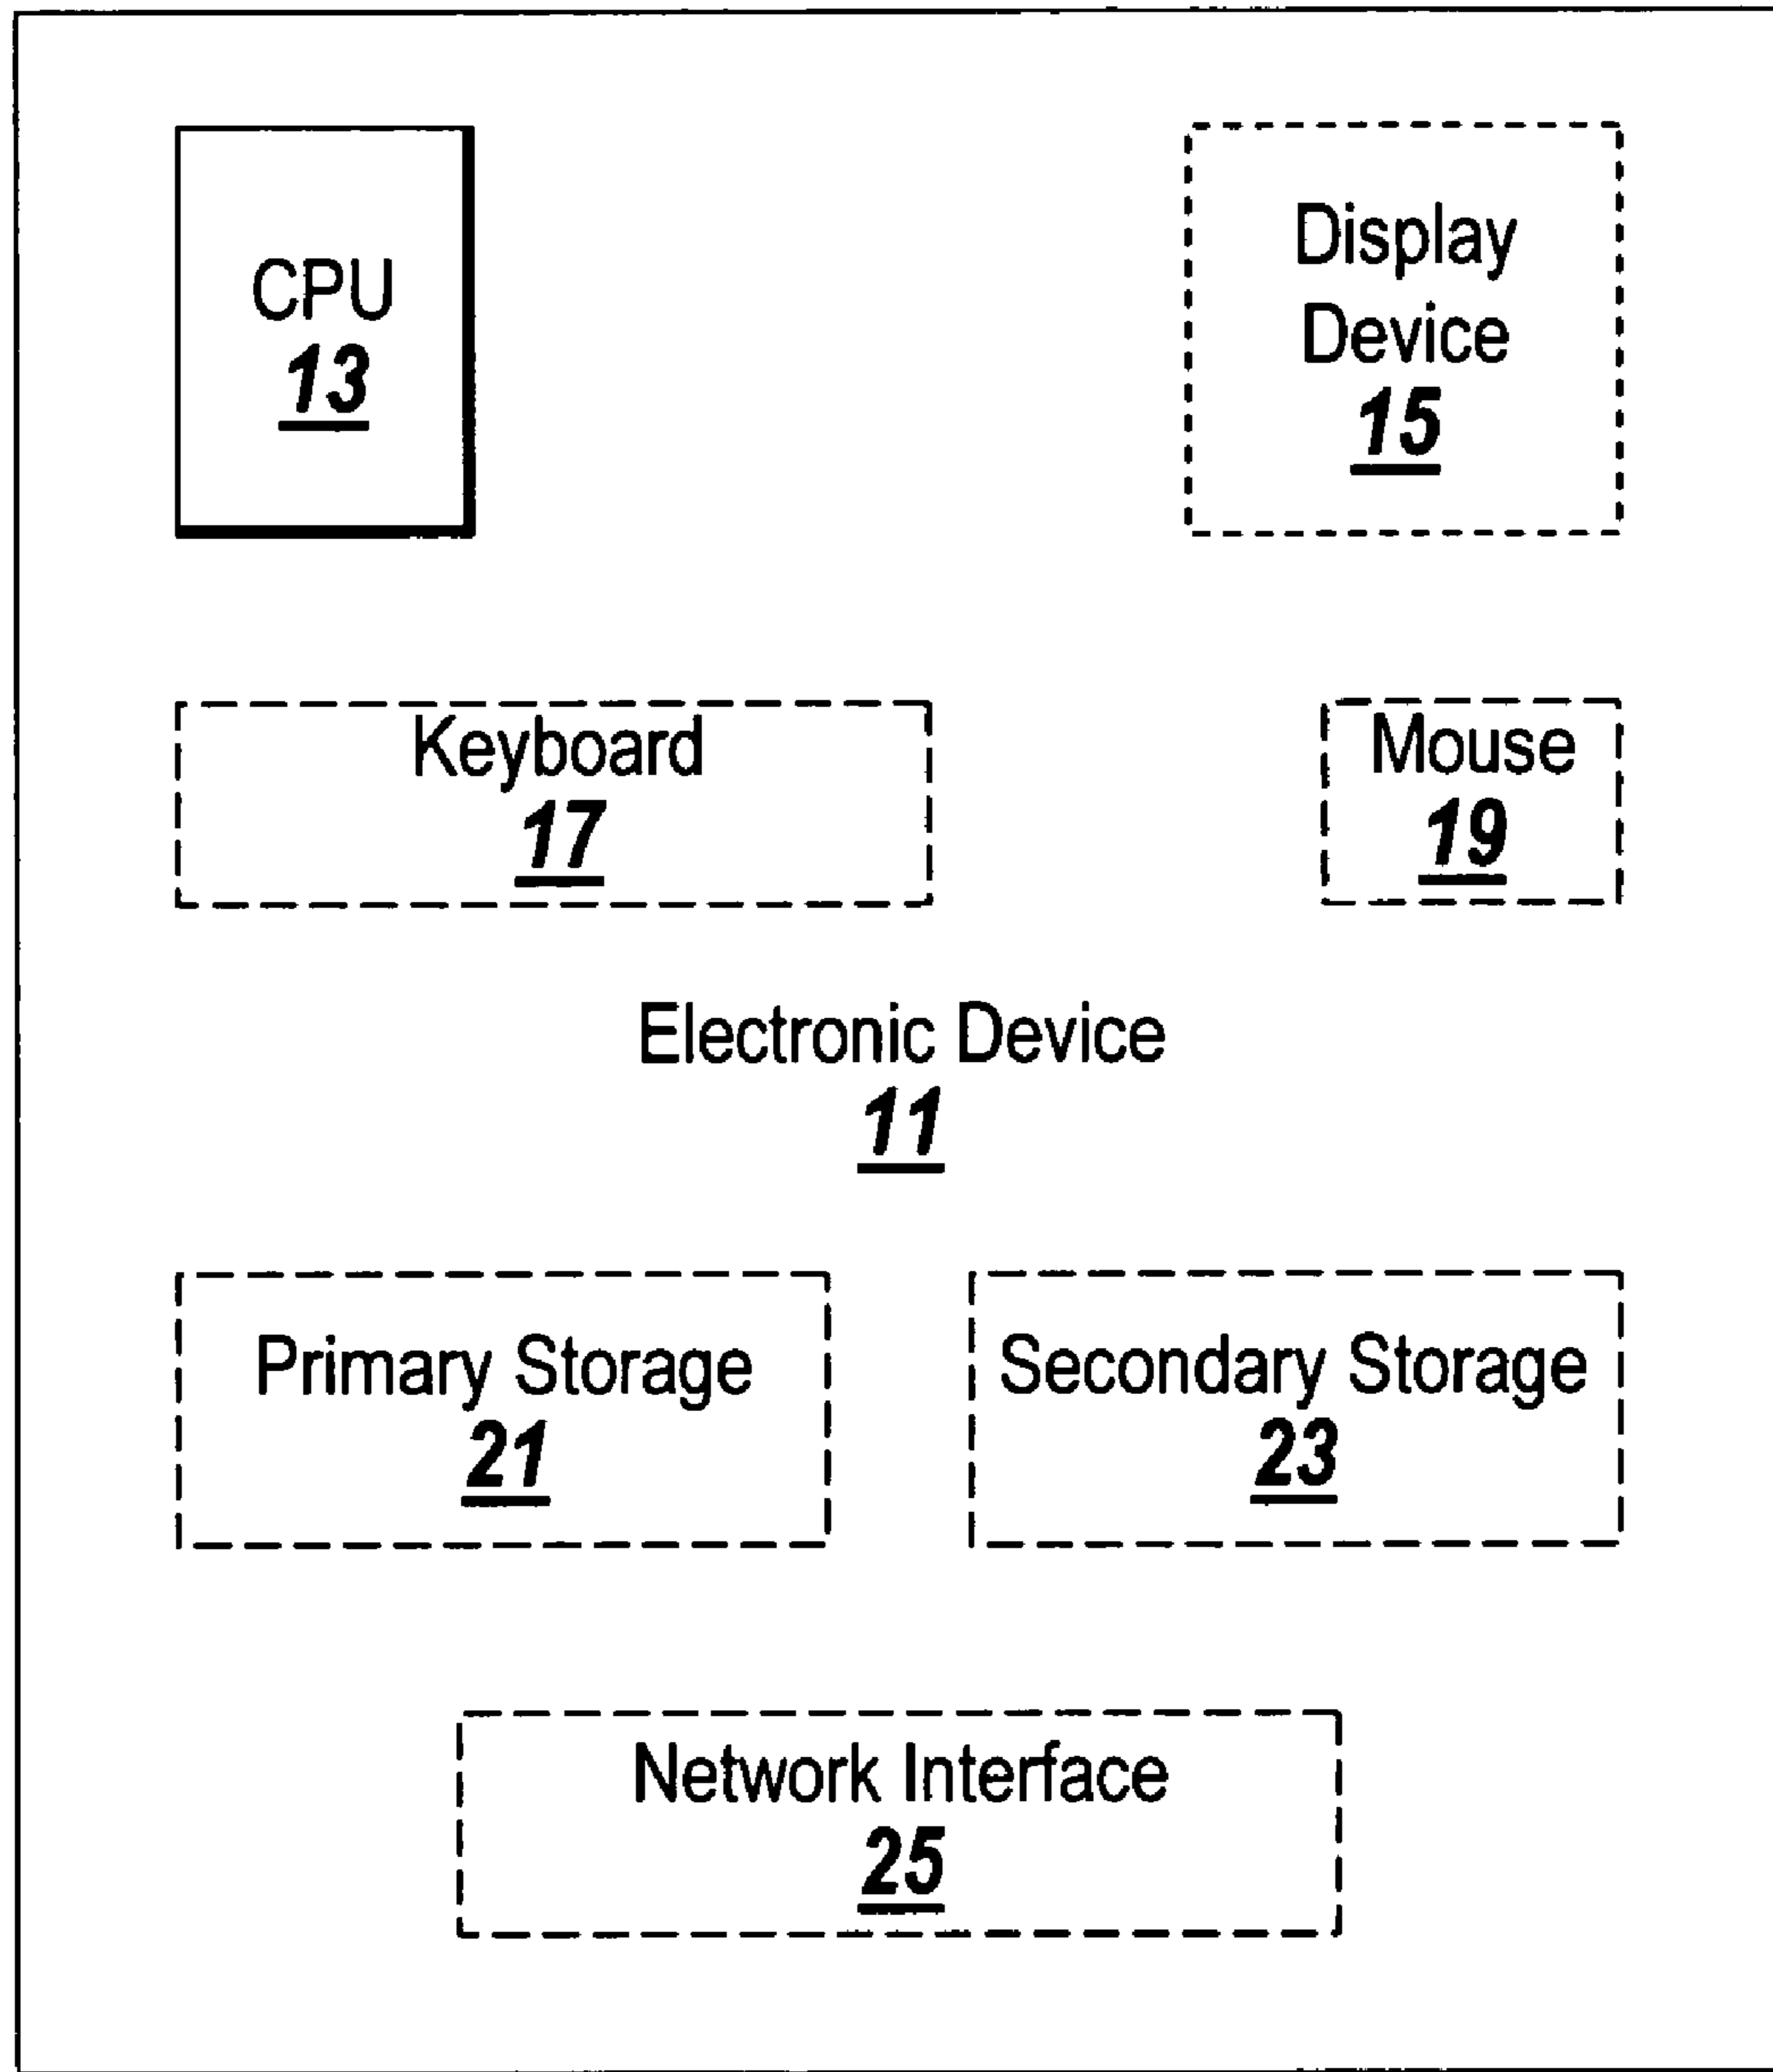 CPU
13
Display
Device
15
Keyboard
17
Mouse
19
Electronic Device
11
Primary Storage
21
Secondary Storage
23
Network Interface
25